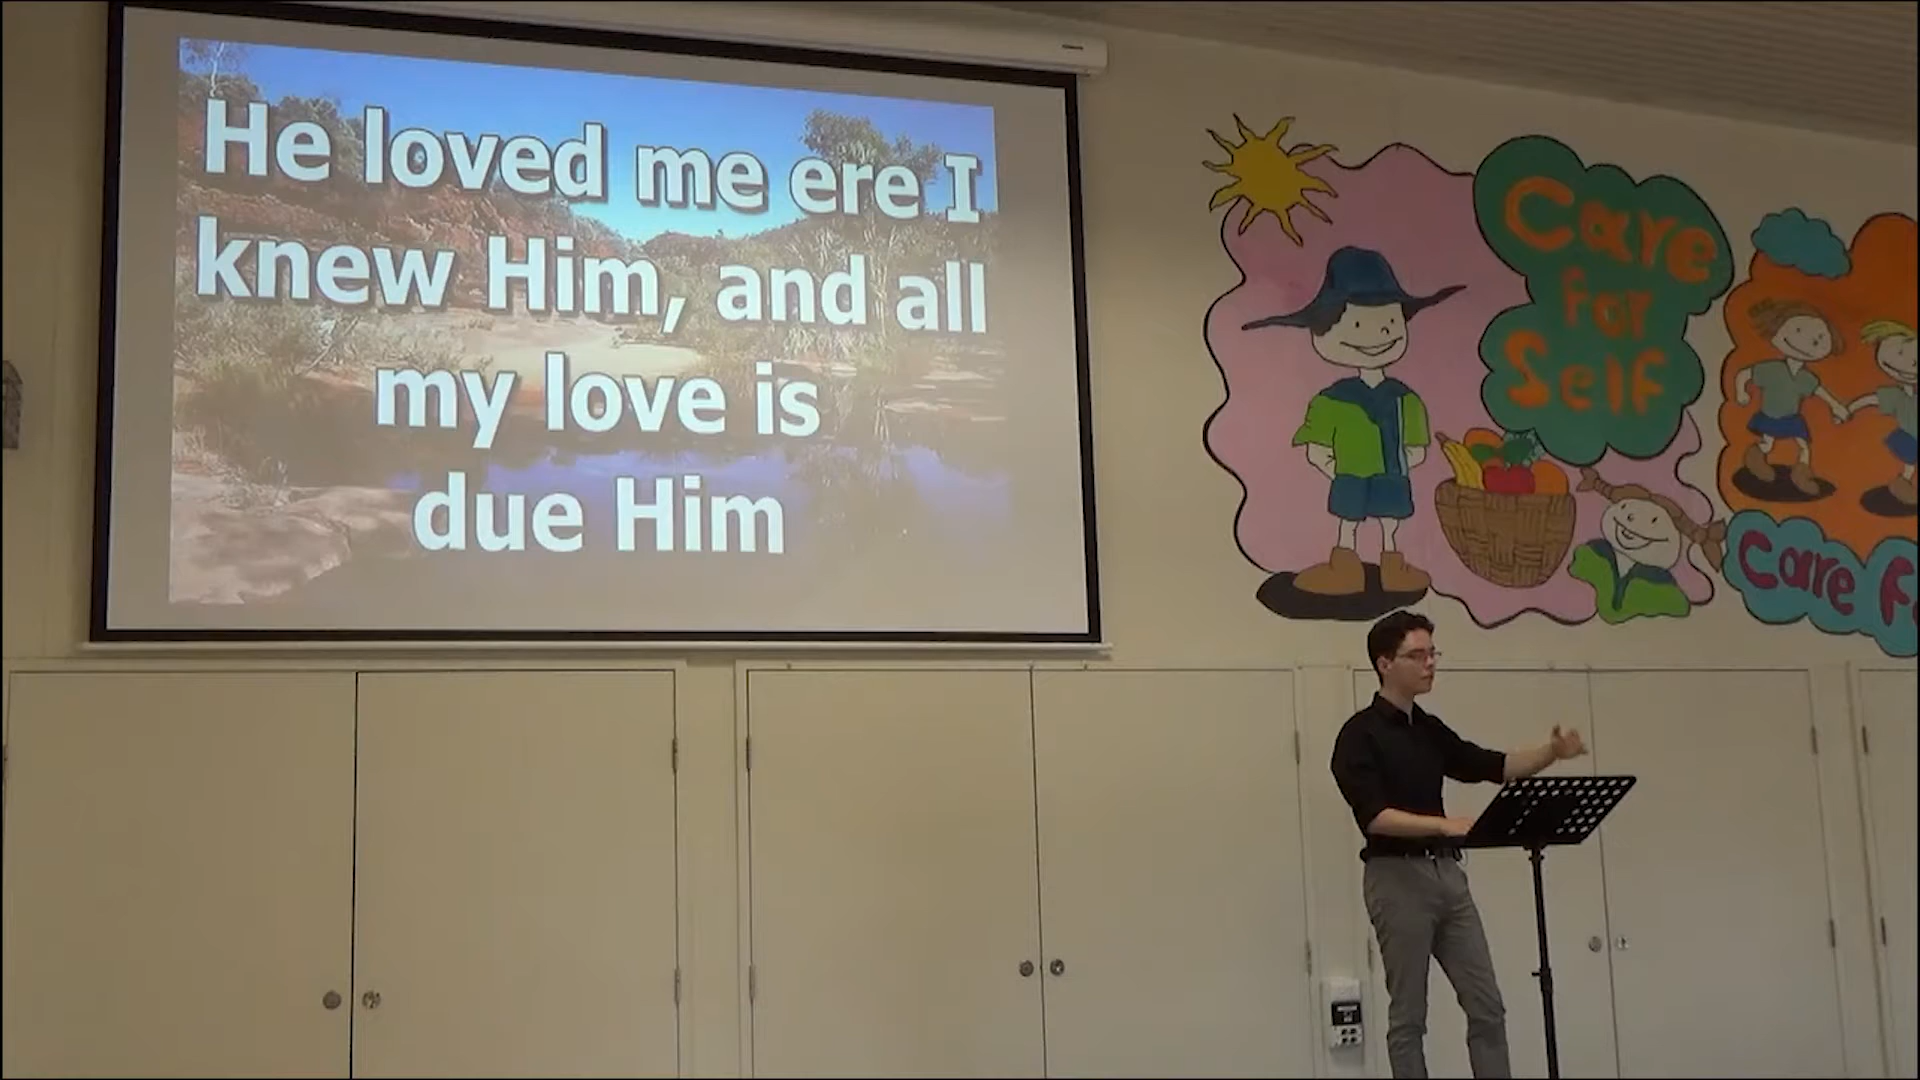 He loved me ere I
knew Him, and all
my love is
due Him
Care
for
Self
Care